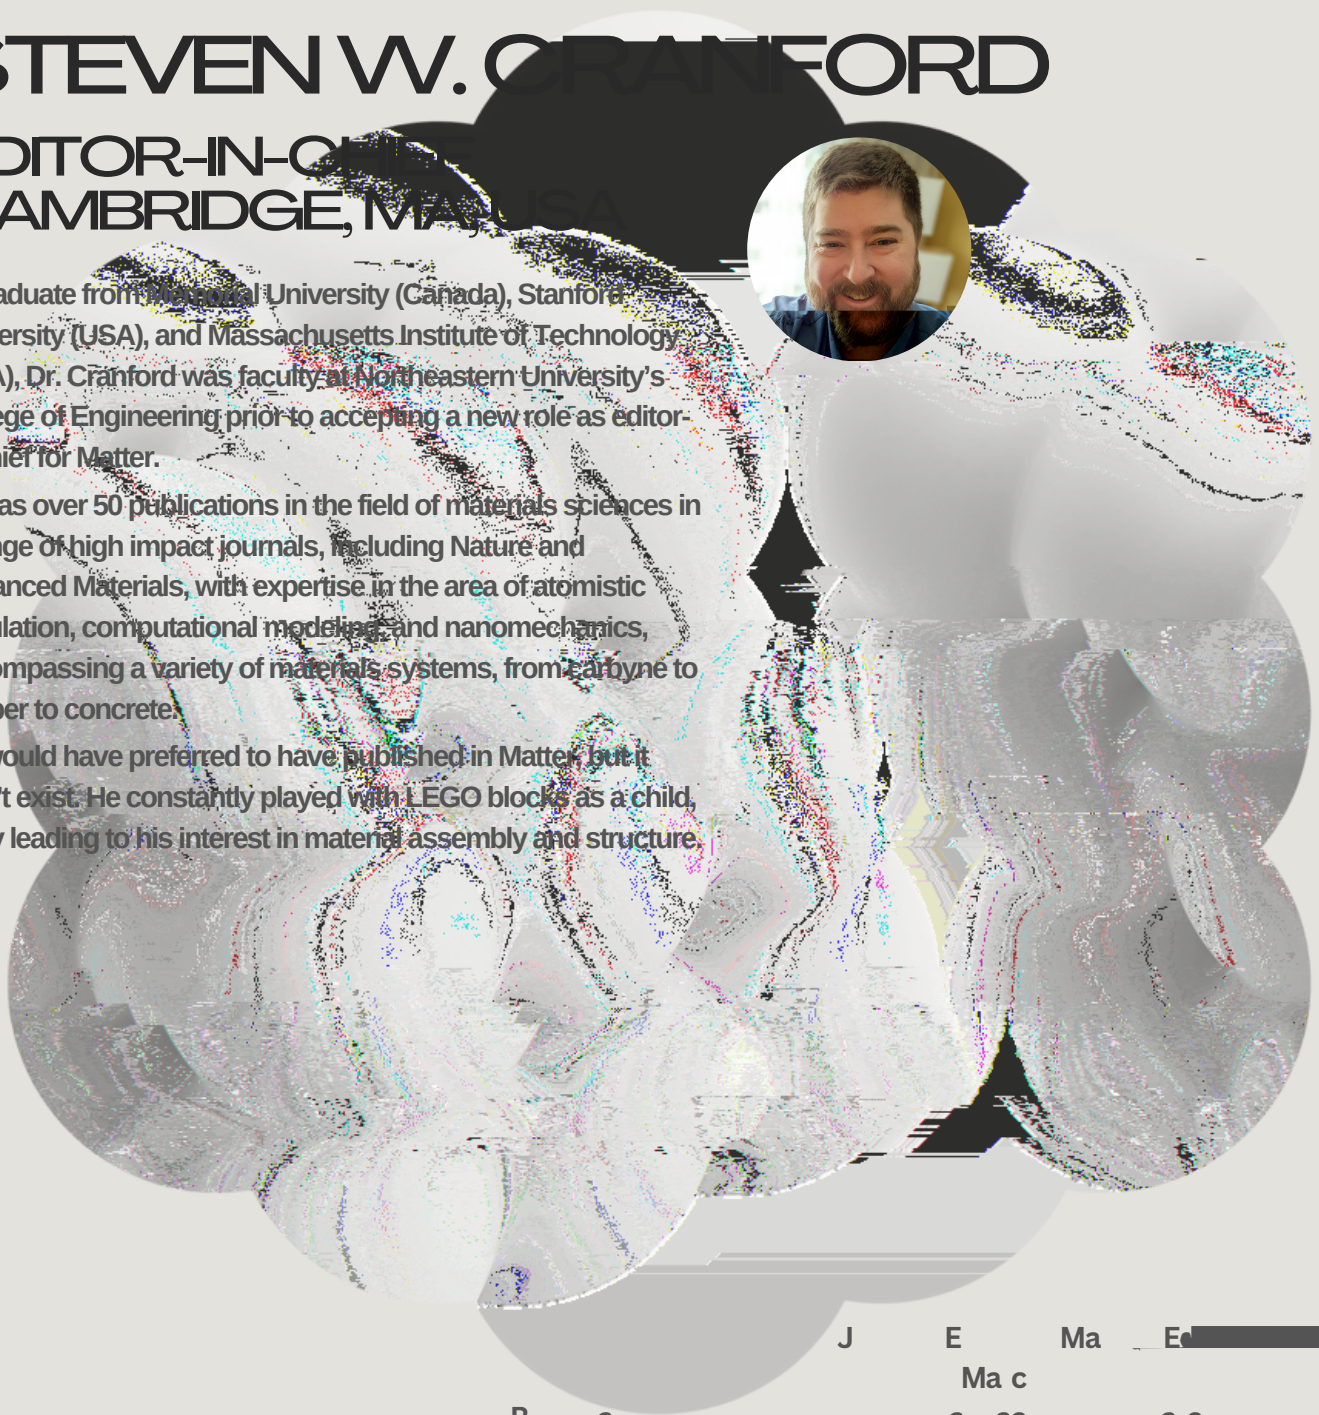 STEVEN W. CRANFORD
DITOR-IN-CHIEF
AMBRIDGE, MA, USA
aduate from Memorial University (Canada), Stanford
ersity (USA), and Massachusetts Institute of Technology
A), Dr. Cranford was faculty at Northeastern University’s
ege of Engineering prior to accepting a new role as editor-
hief for Matter.
as over 50 publications in the field of materials sciences in
nge of high impact journals, including Nature and
anced Materials, with expertise in the area of atomistic
ulation, computational modeling, and nanomechanics,
ompassing a variety of materials systems, from carbyne to
per to concrete.
would have preferred to have published in Matter, but it
’t exist. He constantly played with LEGO blocks as a child,
y leading to his interest in material assembly and structure.
J E Ma E
Ma c